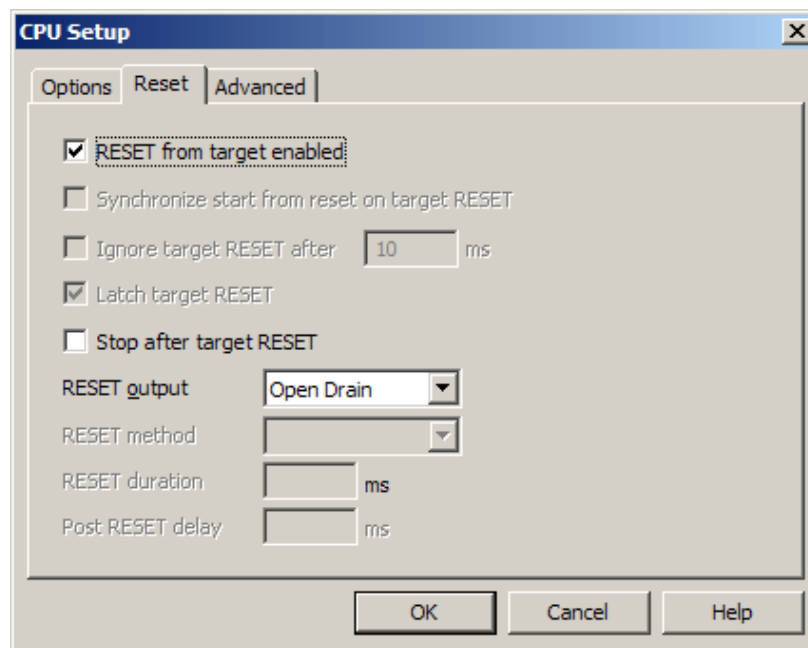 CPU Setup
Options Reset Advanced
RESET from target enabled
Synchronize start from reset on target RESET
Ignore target RESET after 10 ms
Latch target RESET
Stop after target RESET
RESET output Open Drain
RESET method
RESET duration ms
Post RESET delay ms
OK Cancel Help